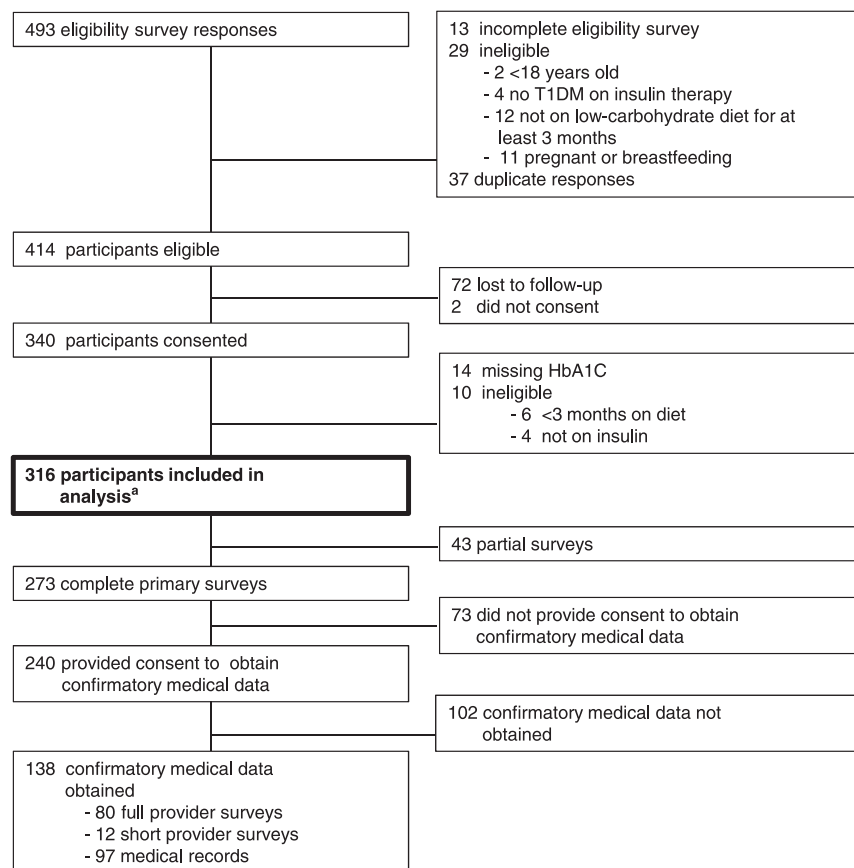 493 eligibility survey responses
13 incomplete eligibility survey
29 ineligible
- 2 <18 years old
- 4 no T1DM on insulin therapy
- 12 not on low-carbohydrate diet for at
least 3 months
- 11 pregnant or breastfeeding
37 duplicate responses
414 participants eligible
72 lost to follow-up
2 did not consent
340 participants consented
14 missing HbA1C
10 ineligible
- 6 <3 months on diet
- 4 not on insulin
316 participants included in
analysisa
43 partial surveys
273 complete primary surveys
73 did not provide consent to obtain
confirmatory medical data
240 provided consent to obtain
confirmatory medical data
102 confirmatory medical data not
obtained
138 confirmatory medical data
obtained
- 80 full provider surveys
- 12 short provider surveys
- 97 medical records